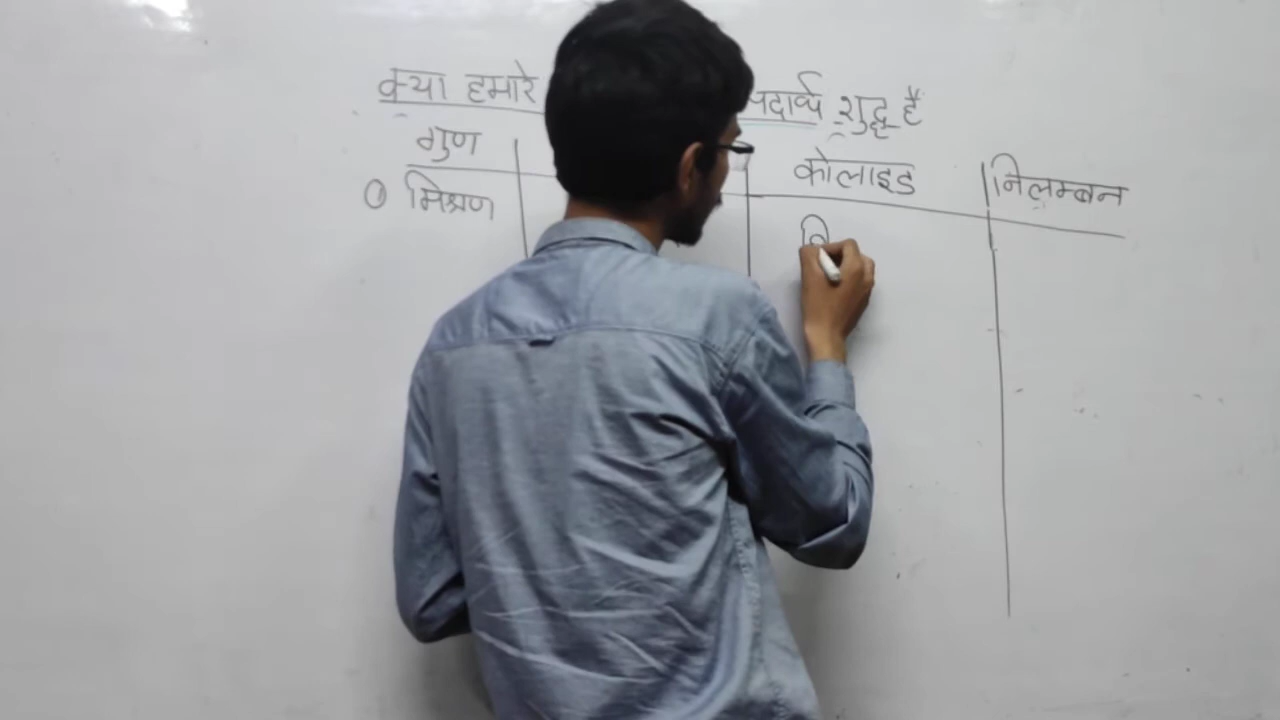 क्या हमारे पदार्थ शुद्ध है
गुण कोलाइड निलम्बन
① मिश्रण वि